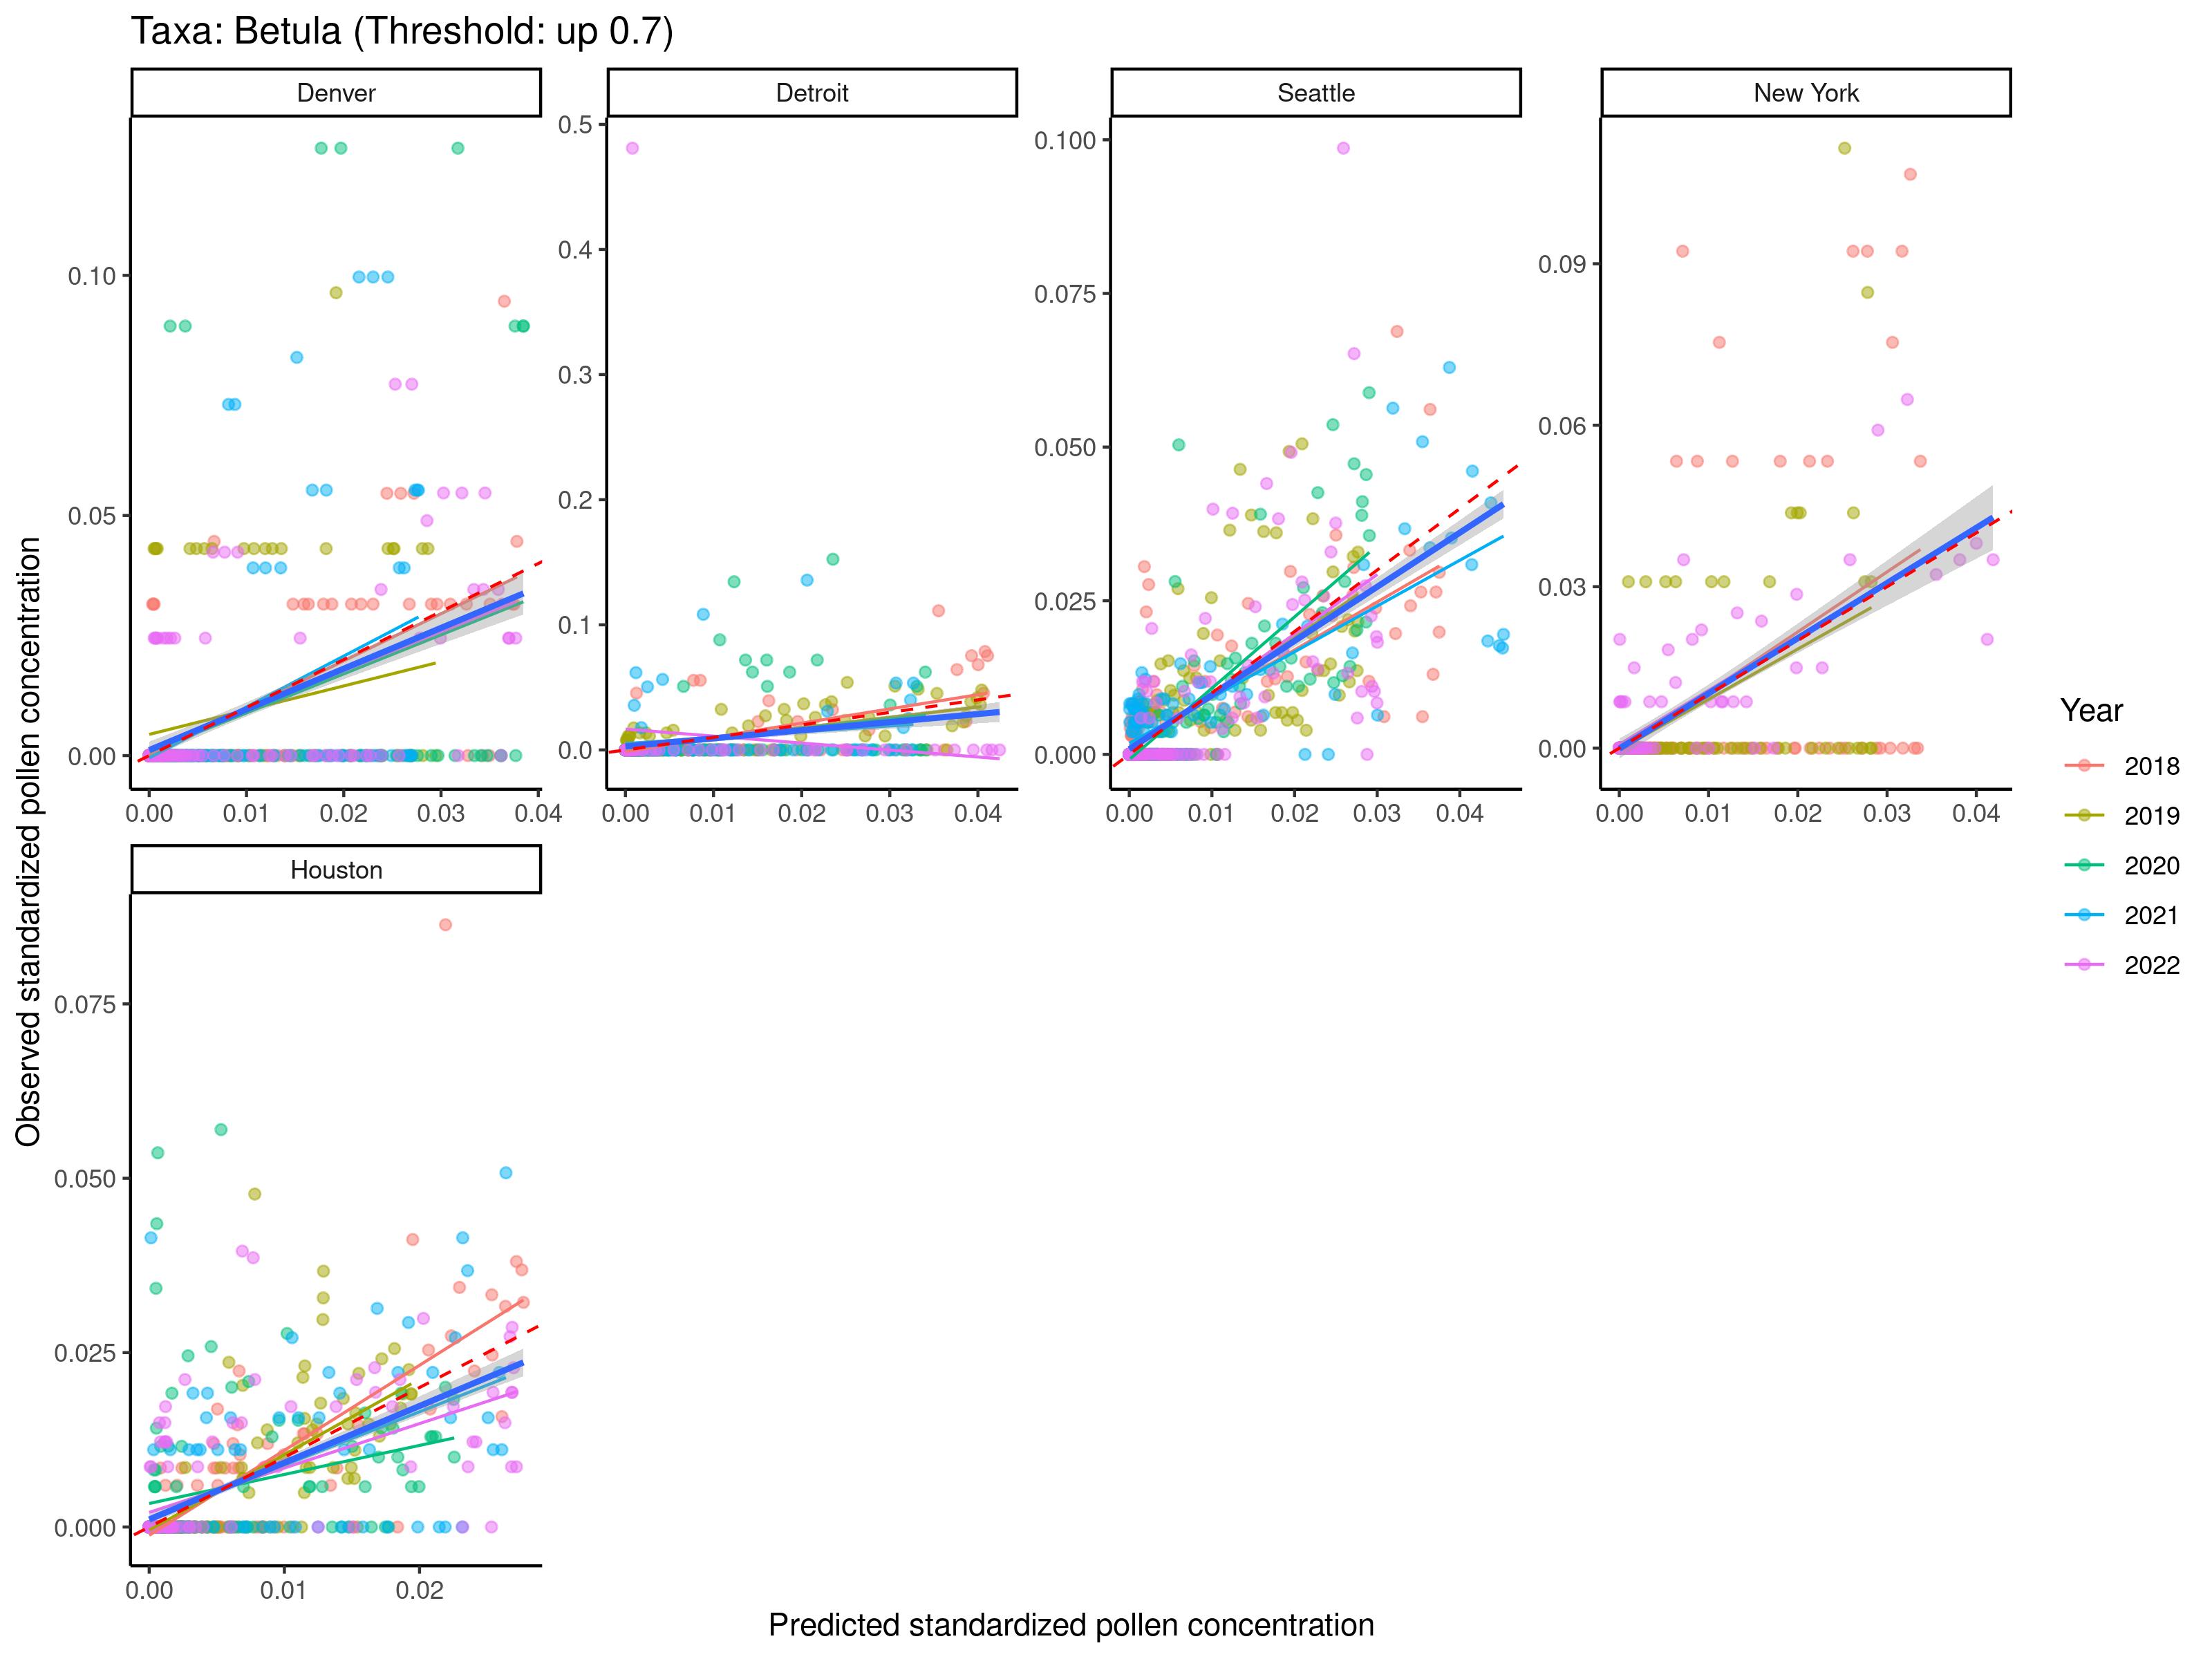 Taxa: Betula (Threshold: up 0.7)
Denver
Detroit
Seattle
New York
0.10
0.05
0.00
0.00 0.01 0.02 0.03 0.04
0.5
0.4
0.3
0.2
0.1
0.0
0.00 0.01 0.02 0.03 0.04
0.100
0.075
0.050
0.025
0.000
0.00 0.01 0.02 0.03 0.04
0.09
0.06
0.03
0.00
0.00 0.01 0.02 0.03 0.04
Houston
0.075
0.050
0.025
0.000
0.00 0.01 0.02
Observed standardized pollen concentration
Predicted standardized pollen concentration
Year
2018
2019
2020
2021
2022